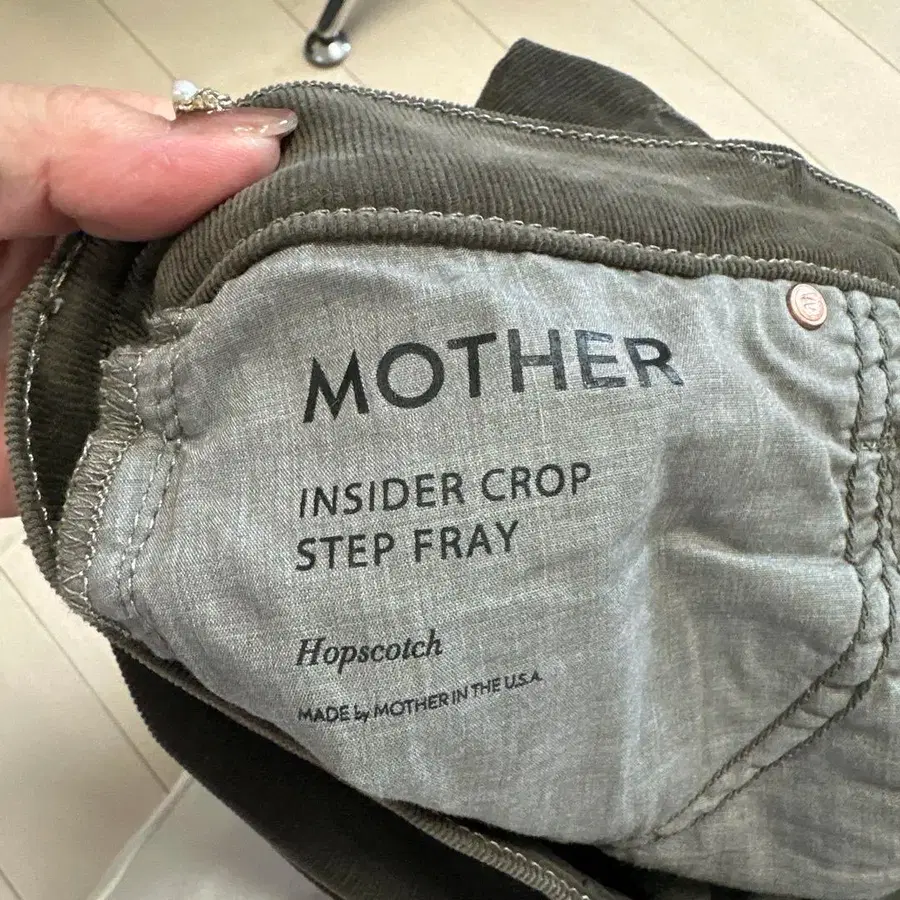 MOTHER
INSIDER CROP
STEP FRAY
Hopscotch
MADE by MOTHER IN THE U.S.A.